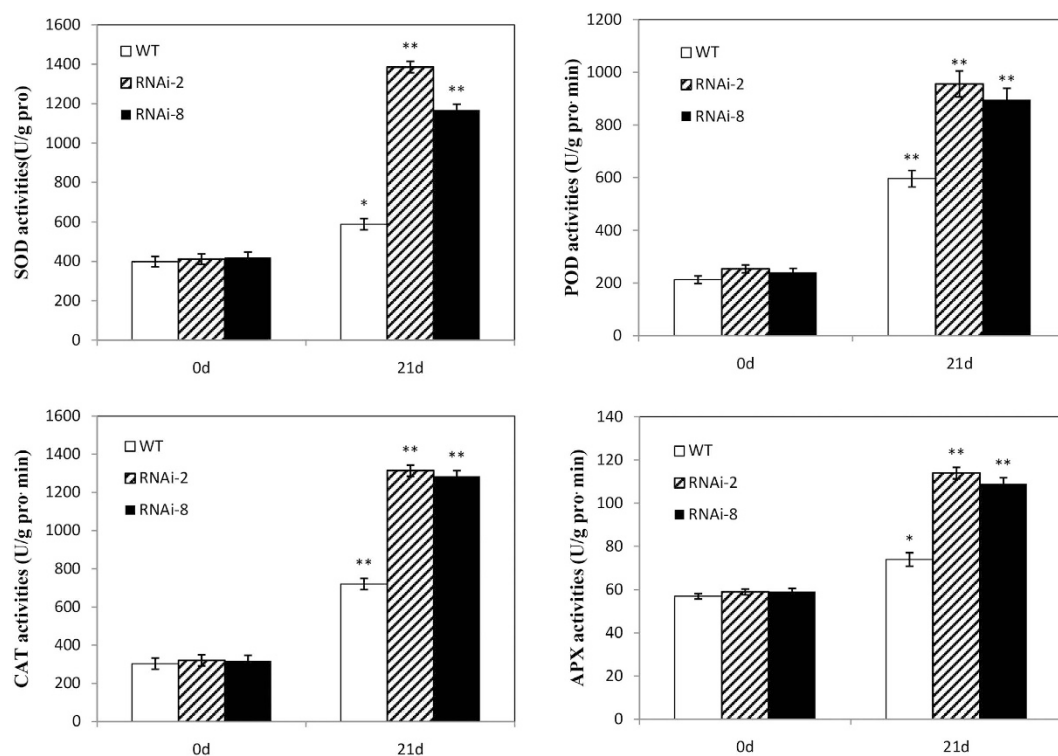 SOD activities(U/g pro)
1600
1400
1200
1000
800
600
400
200
0
WT
RNAi-2
RNAi-8
*
**
**
0d
21d
POD activities (U/g pro· min)
1200
1000
800
600
400
200
0
WT
RNAi-2
RNAi-8
**
**
**
0d
21d
CAT activities (U/g pro· min)
1600
1400
1200
1000
800
600
400
200
0
WT
RNAi-2
RNAi-8
**
**
**
0d
21d
APX activities (U/g pro· min)
140
120
100
80
60
40
20
0
WT
RNAi-2
RNAi-8
*
**
**
0d
21d